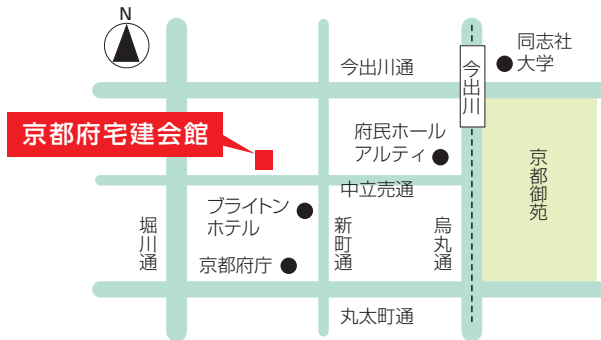 N
同志社
大学
今出川通
今出川
京都府宅建会館
府民ホール
アルティ
京都御苑
中立売通
ブライトン
ホテル
堀川通
新町通
烏丸通
京都府庁
丸太町通